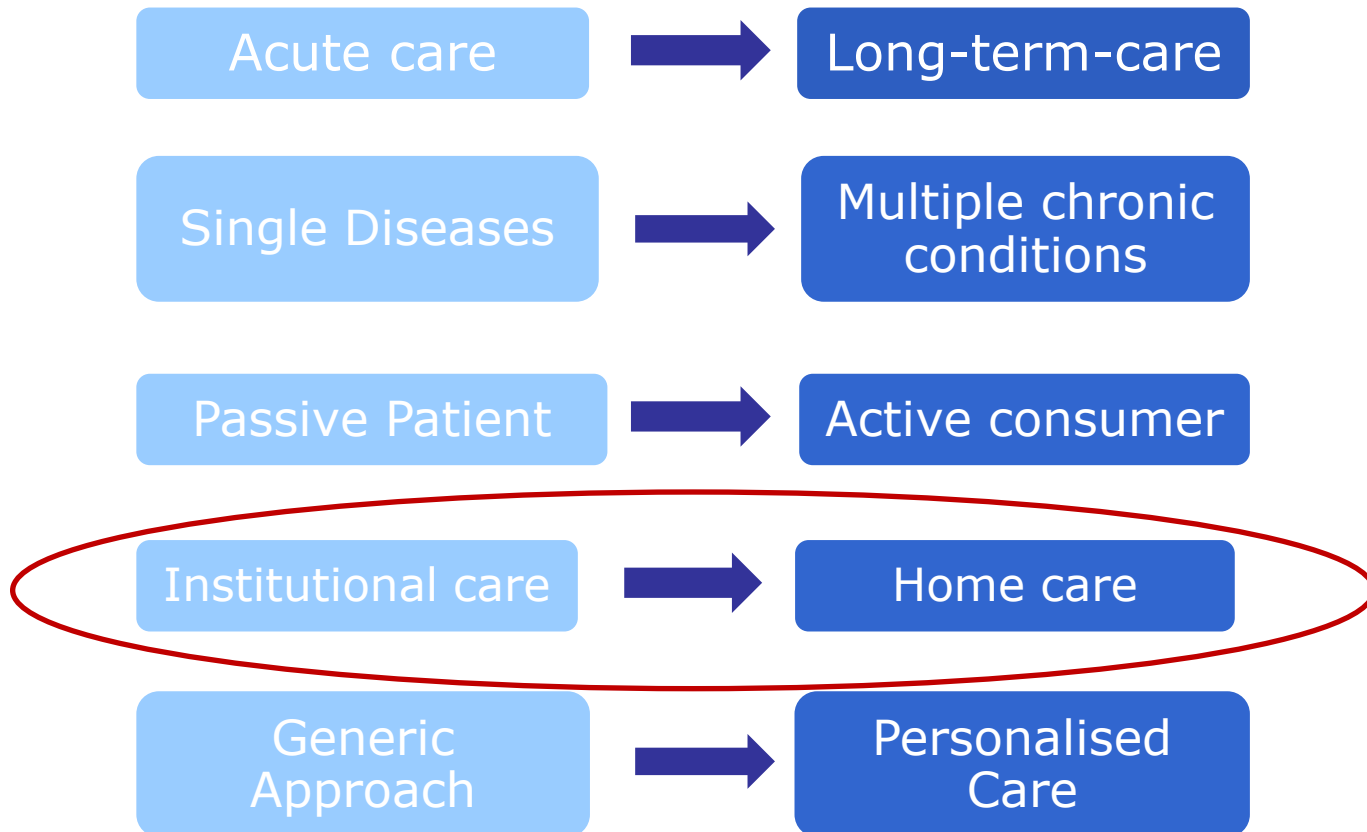 Acute care
Long-term-care
Single Diseases
Multiple chronic
conditions
Passive Patient
Active consumer
Institutional care
Home care
Generic
Approach
Personalised
Care